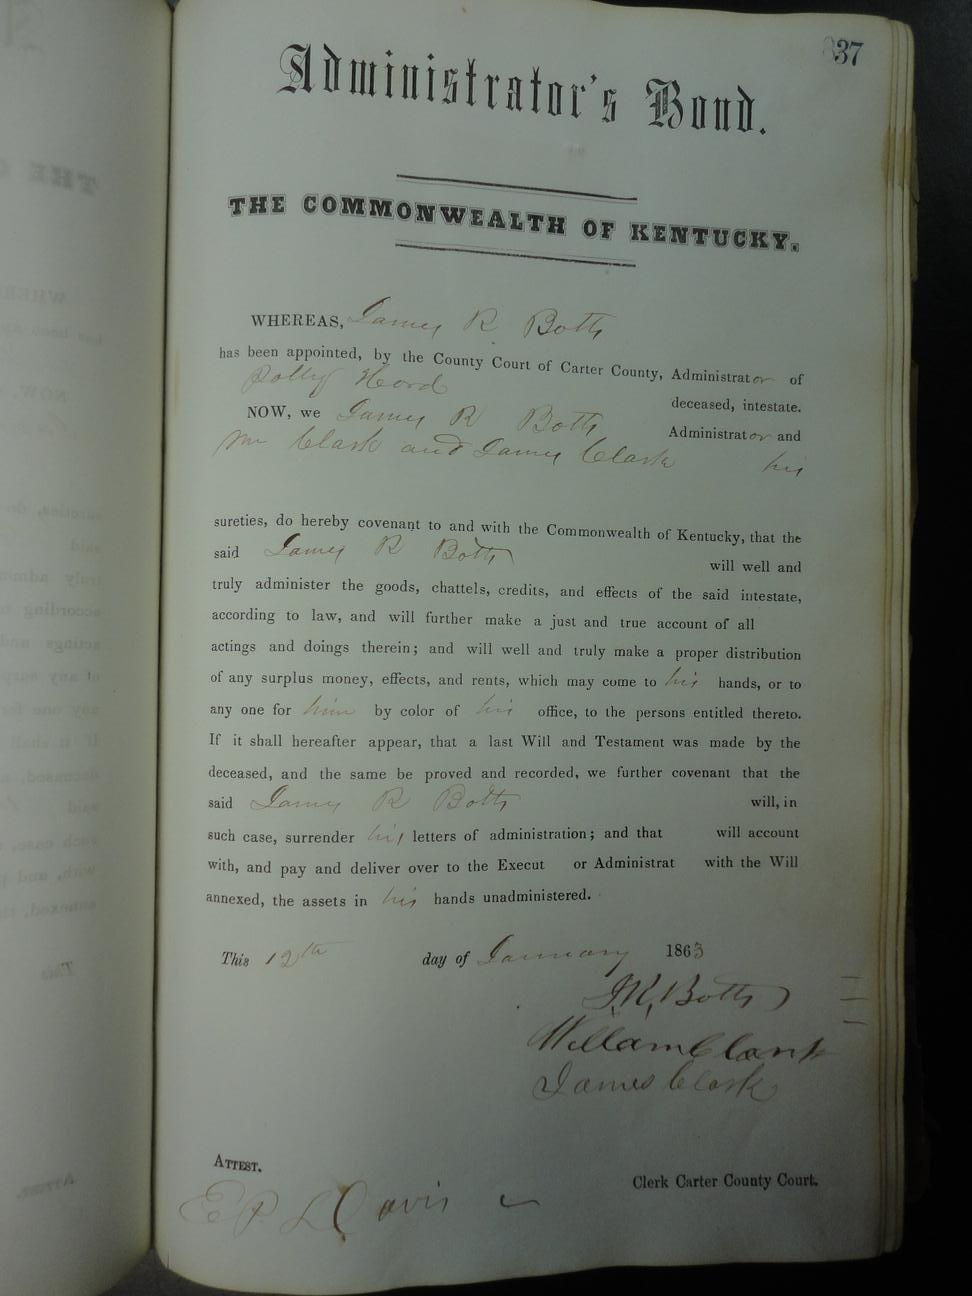 37
Administrator's Bond.
THE COMMONWEALTH OF KENTUCKY.
WHEREAS, James R Botts
has been appointed, by the County Court of Carter County, Administrator of
Polly Hord deceased, intestate.
NOW, we James R Botts Administrator and
Wm Clark and James Clark his
sureties, do hereby covenant to and with the Commonwealth of Kentucky, that the
said James R Botts will well and
truly administer the goods, chattels, credits, and effects of the said intestate,
according to law, and will further make a just and true account of all
actings and doings therein; and will well and truly make a proper distribution
of any surplus money, effects, and rents, which may come to his hands, or to
any one for him by color of his office, to the persons entitled thereto.
If it shall hereafter appear, that a last Will and Testament was made by the
deceased, and the same be proved and recorded, we further covenant that the
said James R Botts will, in
such case, surrender his letters of administration; and that will account
with, and pay and deliver over to the Execut or Administrat with the Will
annexed, the assets in his hands unadministered.
This 12th day of January 1863
J. R. Botts
William Clark
James Clark
ATTEST.
Clerk Carter County Court.
Davis